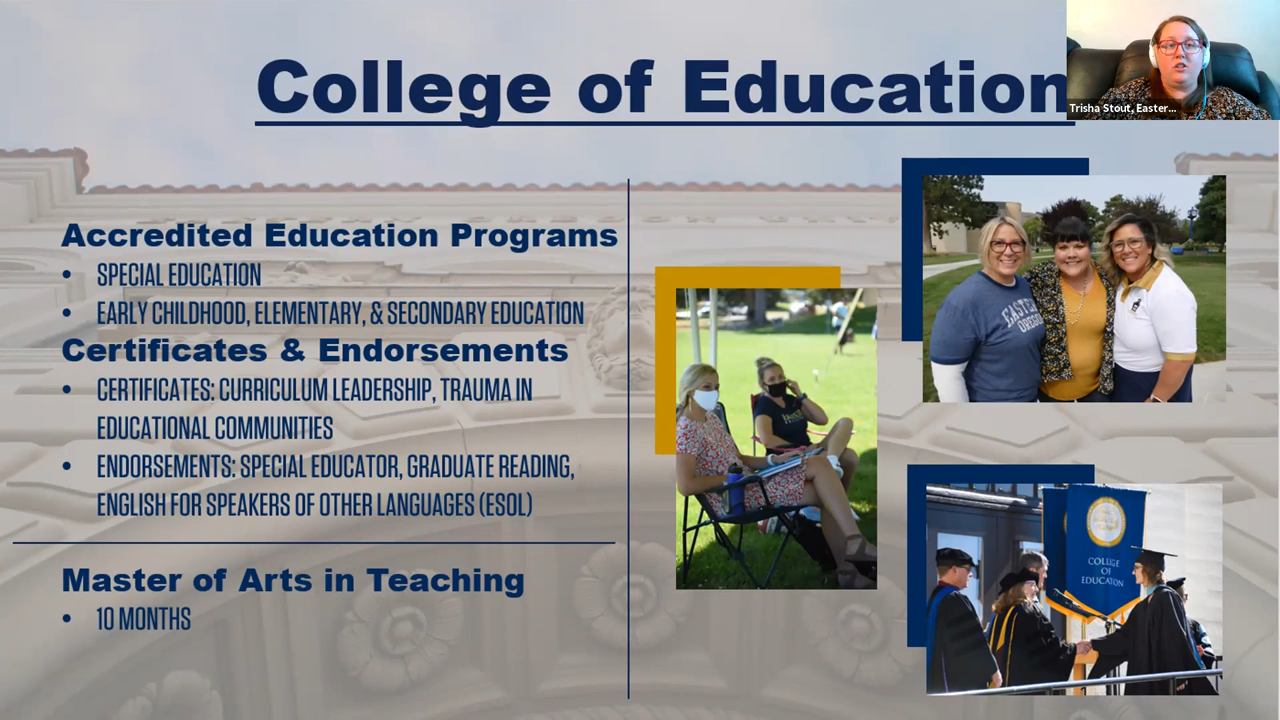 College of Education
Trisha Stout, Easter...
Accredited Education Programs
• SPECIAL EDUCATION
• EARLY CHILDHOOD, ELEMENTARY, & SECONDARY EDUCATION
Certificates & Endorsements
• CERTIFICATES: CURRICULUM LEADERSHIP, TRAUMA IN
EDUCATIONAL COMMUNITIES
• ENDORSEMENTS: SPECIAL EDUCATOR, GRADUATE READING,
ENGLISH FOR SPEAKERS OF OTHER LANGUAGES (ESOL)
Master of Arts in Teaching
• 10 MONTHS
COLLEGE
OF
EDUCATION